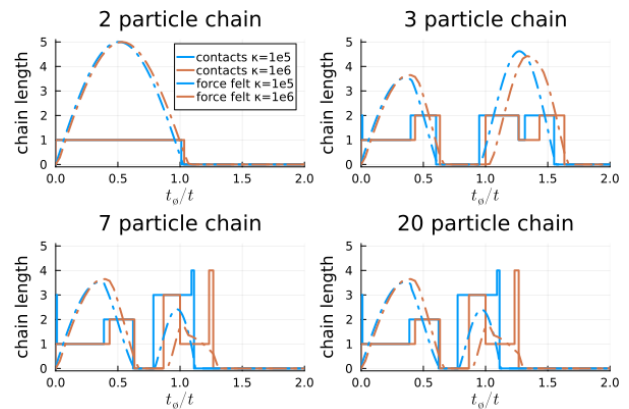 2 particle chain
3 particle chain
chain length
5
4
3
2
1
0
contacts κ=1e5
contacts κ=1e6
force felt κ=1e5
force felt κ=1e6
0.0 0.5 1.0 1.5 2.0
tø/t
chain length
5
4
3
2
1
0
0.0 0.5 1.0 1.5 2.0
tø/t
7 particle chain
20 particle chain
chain length
5
4
3
2
1
0
0.0 0.5 1.0 1.5 2.0
tø/t
chain length
5
4
3
2
1
0
0.0 0.5 1.0 1.5 2.0
tø/t